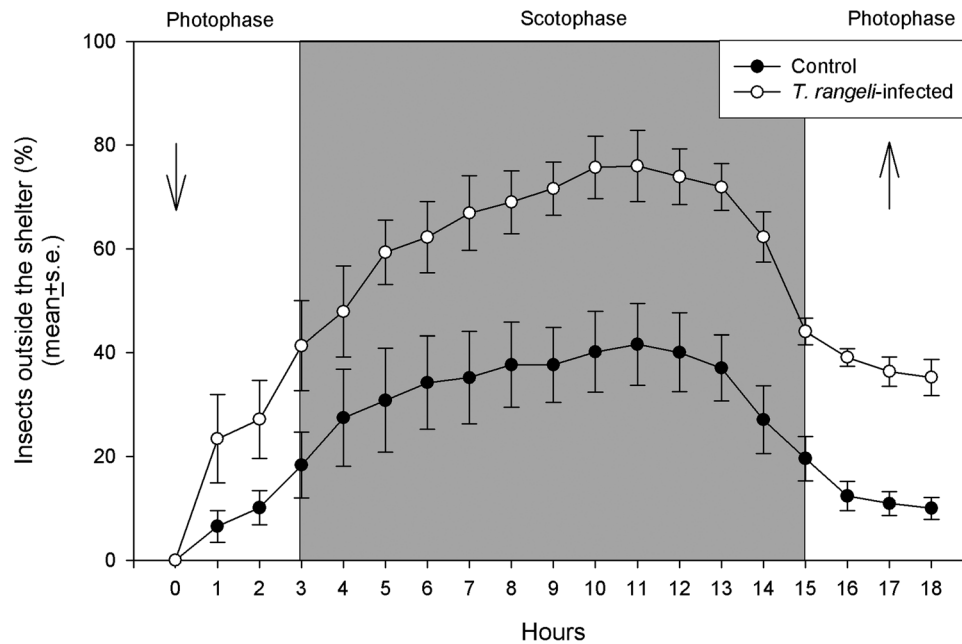 Photophase Scotophase Photophase
Control
T. rangeli-infected
Insects outside the shelter (%)
(mean±s.e.)
100
80
60
40
20
0
0 1 2 3 4 5 6 7 8 9 10 11 12 13 14 15 16 17 18
Hours